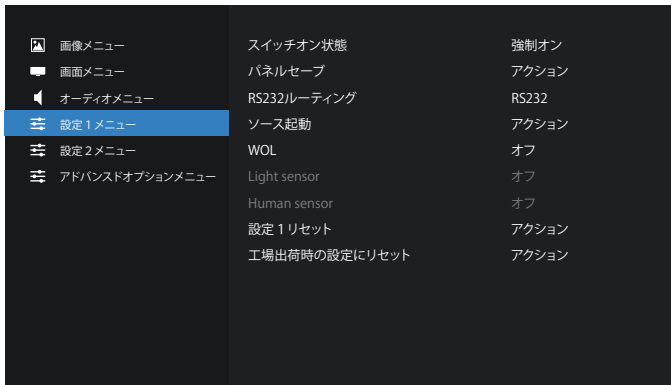 画像メニュー
画面メニュー
オーディオメニュー
設定1メニュー
設定2メニュー
アドバンスドオプションメニュー
スイッチオン状態 強制オン
パネルセーブ アクション
RS232ルーティング RS232
ソース起動 アクション
WOL オフ
Light sensor オフ
Human sensor オフ
設定1リセット アクション
工場出荷時の設定にリセット アクション